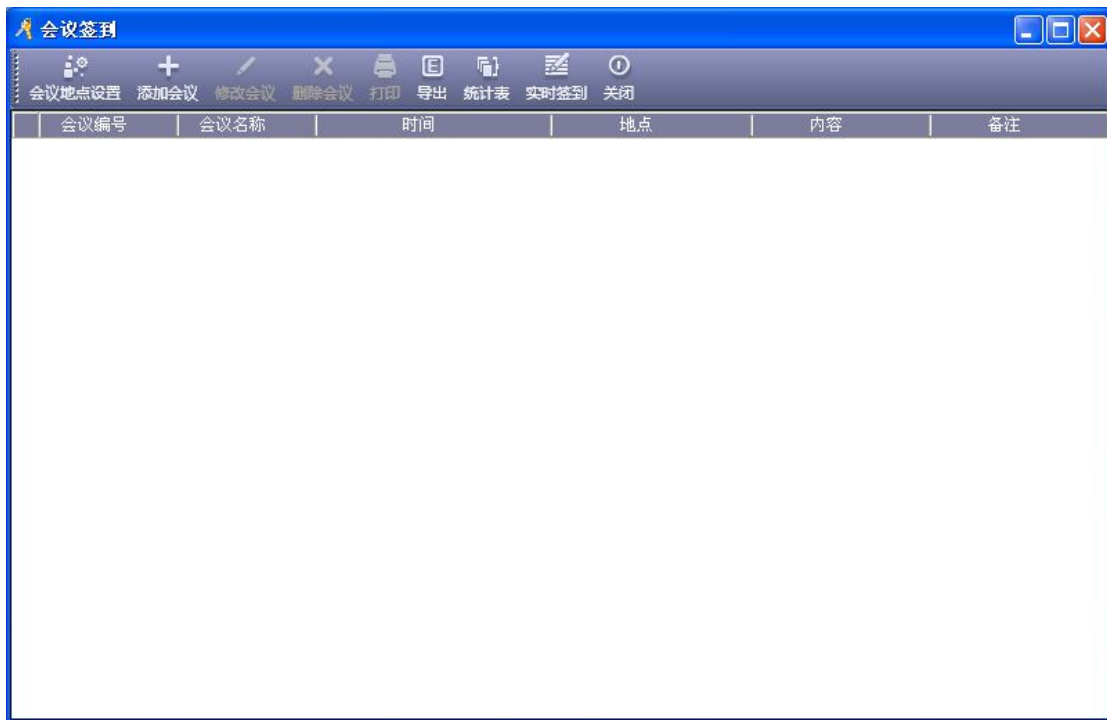 会议签到
会议地点设置 添加会议 修改会议 删除会议 打印 导出 统计表 实时签到 关闭
会议编号 会议名称 时间 地点 内容 备注